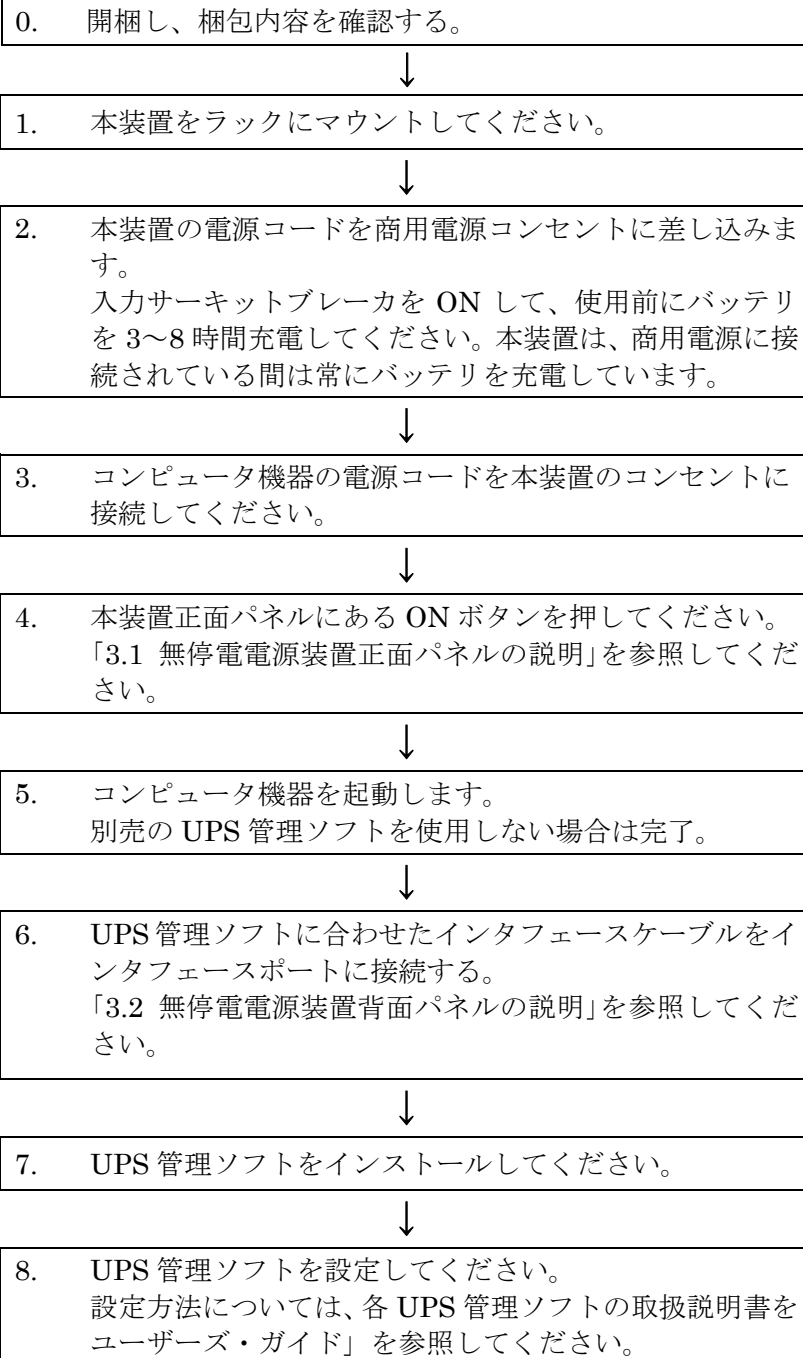 0. 開梱し、梱包内容を確認する。
↓
1. 本装置をラックにマウントしてください。
↓
2. 本装置の電源コードを商用電源コンセントに差し込みま
す。
入力サーキットブレーカを ON して、使用前にバッテリ
を 3～8 時間充電してください。本装置は、商用電源に接
続されている間は常にバッテリを充電しています。
↓
3. コンピュータ機器の電源コードを本装置のコンセントに
接続してください。
↓
4. 本装置正面パネルにある ON ボタンを押してください。
「3.1 無停電電源装置正面パネルの説明」を参照してくだ
さい。
↓
5. コンピュータ機器を起動します。
別売の UPS 管理ソフトを使用しない場合は完了。
↓
6. UPS 管理ソフトに合わせたインタフェースケーブルをイ
ンタフェースポートに接続する。
「3.2 無停電電源装置背面パネルの説明」を参照してくだ
さい。
↓
7. UPS 管理ソフトをインストールしてください。
↓
8. UPS 管理ソフトを設定してください。
設定方法については、各 UPS 管理ソフトの取扱説明書を
ユーザーズ・ガイド」を参照してください。